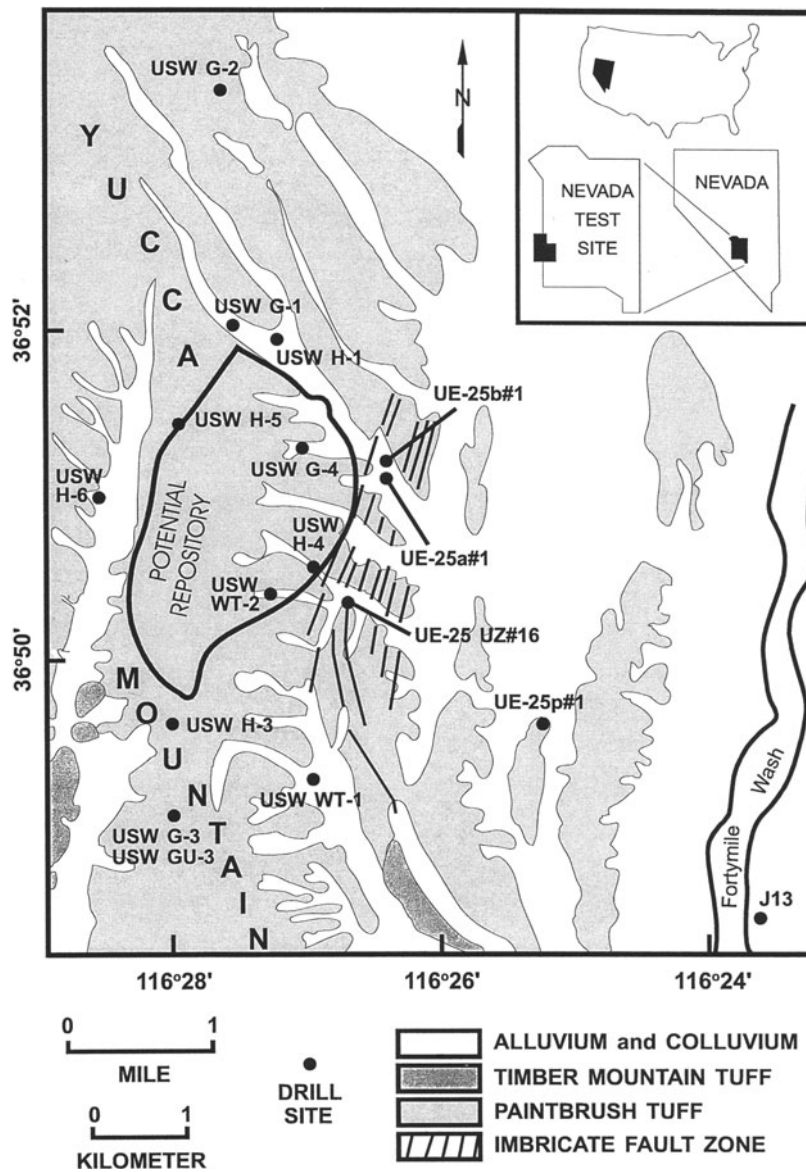 USW G-2
N
NEVADA
TEST
SITE
NEVADA
YUCCA
MOUNTAIN
36°52'
USW G-1
USW H-1
UE-25b#1
USW H-5
USW G-4
USW
H-6
POTENTIAL
REPOSITORY
USW
H-4
UE-25a#1
USW
WT-2
UE-25 UZ#16
36°50'
USW H-3
UE-25p#1
USW WT-1
USW G-3
USW GU-3
Fortymile
Wash
J13
116°28'
116°26'
116°24'
0 1
MILE
0 1
KILOMETER
DRILL
SITE
ALLUVIUM and COLLUVIUM
TIMBER MOUNTAIN TUFF
PAINTBRUSH TUFF
IMBRICATE FAULT ZONE